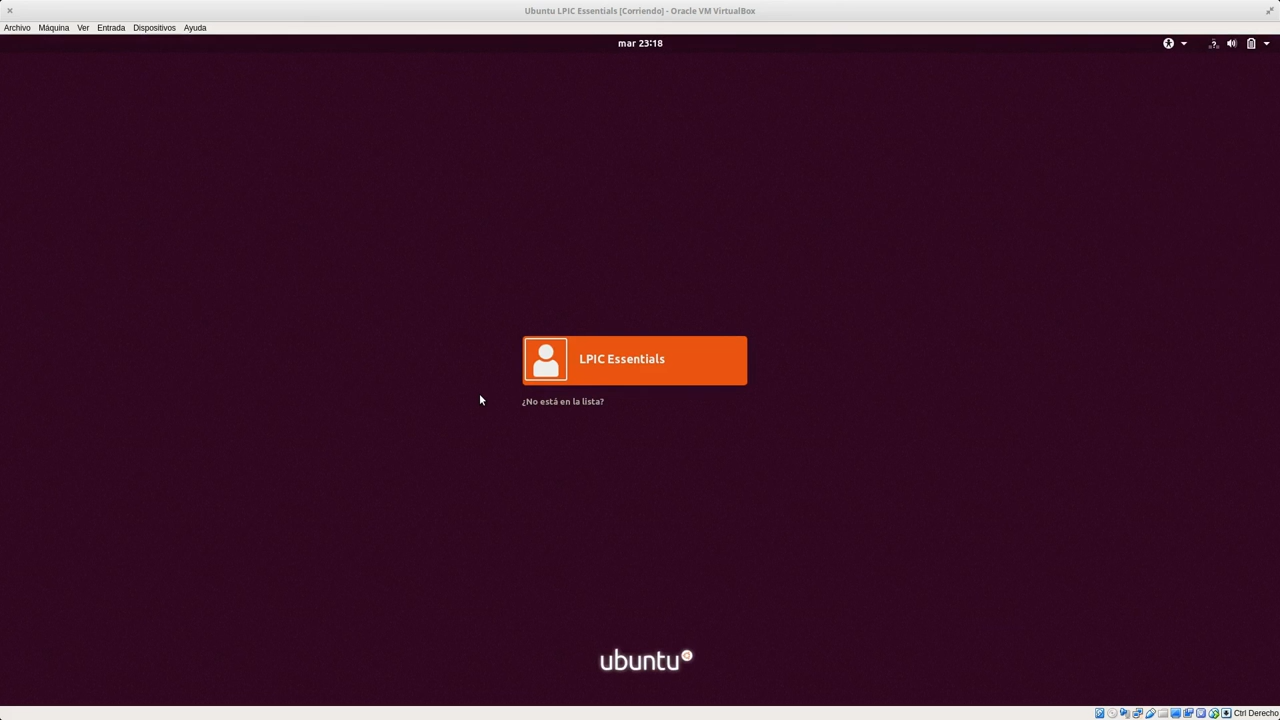 Ubuntu LPIC Essentials [Corriendo] - Oracle VM VirtualBox
Archivo Máquina Ver Entrada Dispositivos Ayuda
mar 23:18
LPIC Essentials
¿No está en la lista?
ubuntu
Ctrl Derecho